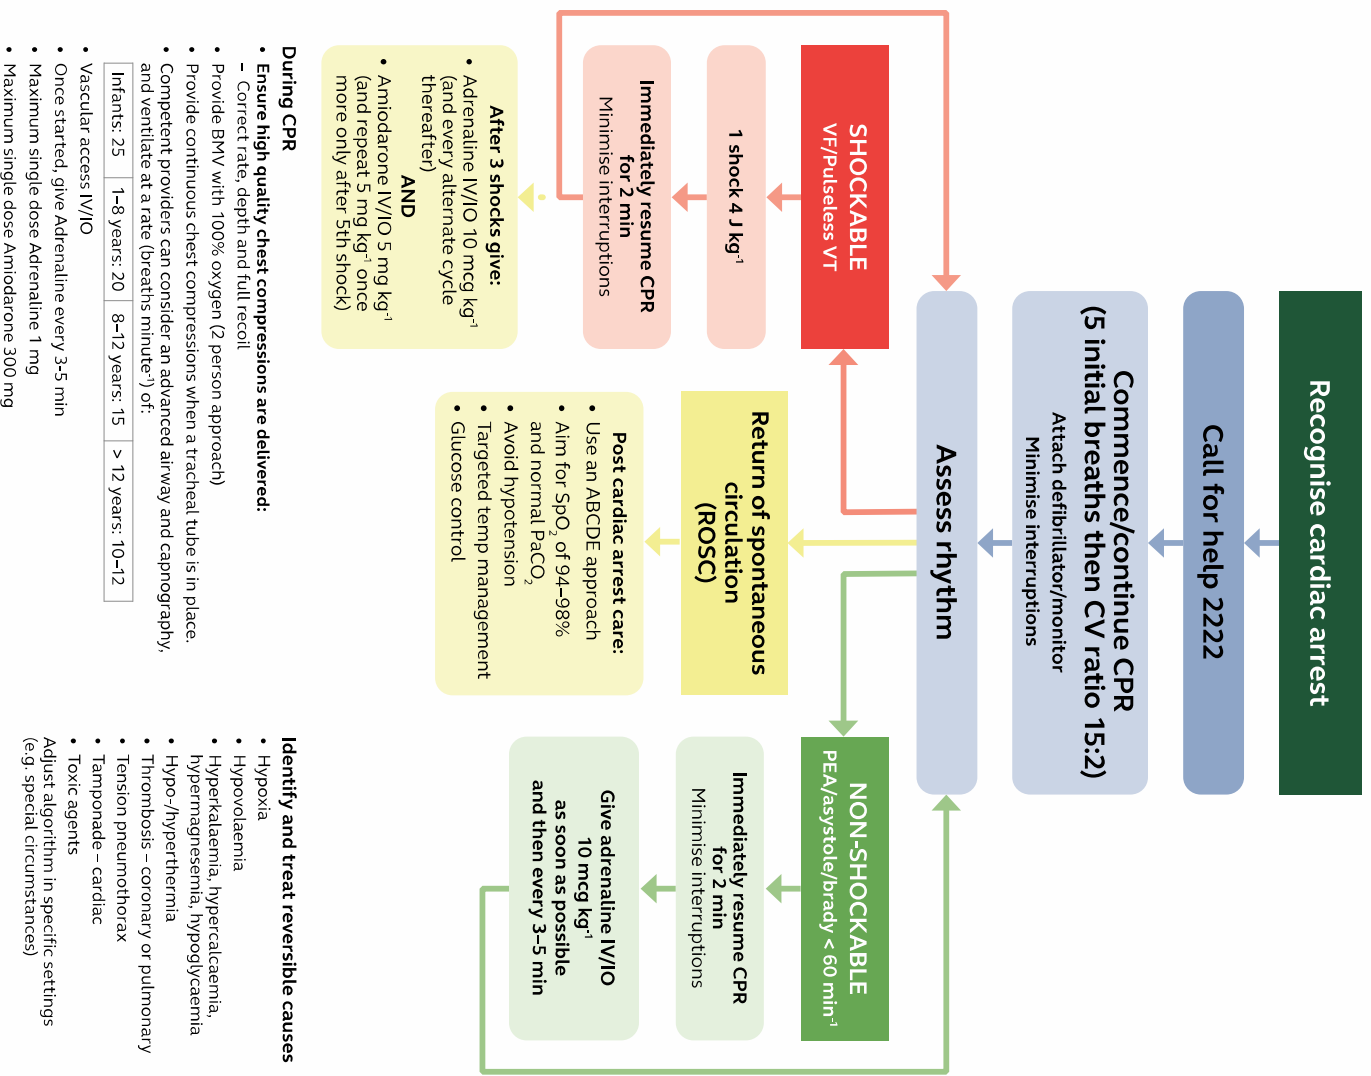 Recognise cardiac arrest
Call for help 2222
Commence/continue CPR
(5 initial breaths then CV ratio 15:2)
Attach defibrillator/monitor
Minimise interruptions
Assess rhythm
SHOCKABLE
VF/Pulseless VT
1 shock 4 J kg⁻¹
Immediately resume CPR
for 2 min
Minimise interruptions
After 3 shocks give:
• Adrenaline IV/IO 10 mcg kg⁻¹
(and every alternate cycle
thereafter)
AND
• Amiodarone IV/IO 5 mg kg⁻¹
(and repeat 5 mg kg⁻¹ once
more only after 5th shock)
Return of spontaneous
circulation
(ROSC)
Post cardiac arrest care:
• Use an ABCDE approach
• Aim for SpO₂ of 94–98%
and normal PaCO₂
• Avoid hypotension
• Targeted temp management
• Glucose control
NON-SHOCKABLE
PEA/asystole/brady < 60 min⁻¹
Immediately resume CPR
for 2 min
Minimise interruptions
Give adrenaline IV/IO
10 mcg kg⁻¹
as soon as possible
and then every 3–5 min
During CPR
• Ensure high quality chest compressions are delivered:
– Correct rate, depth and full recoil
• Provide BMV with 100% oxygen (2 person approach)
• Provide continuous chest compressions when a tracheal tube is in place.
• Competent providers can consider an advanced airway and capnography,
and ventilate at a rate (breaths minute⁻¹) of:
Infants: 25 1–8 years: 20 8–12 years: 15 > 12 years: 10–12
• Vascular access IV/IO
• Once started, give Adrenaline every 3-5 min
• Maximum single dose Adrenaline 1 mg
• Maximum single dose Amiodarone 300 mg
Identify and treat reversible causes
• Hypoxia
• Hypovolaemia
• Hyperkalaemia, hypercalcaemia,
hypermagnesemia, hypoglycaemia
• Hypo-/hyperthermia
• Thrombosis – coronary or pulmonary
• Tension pneumothorax
• Tamponade – cardiac
• Toxic agents
Adjust algorithm in specific settings
(e.g. special circumstances)